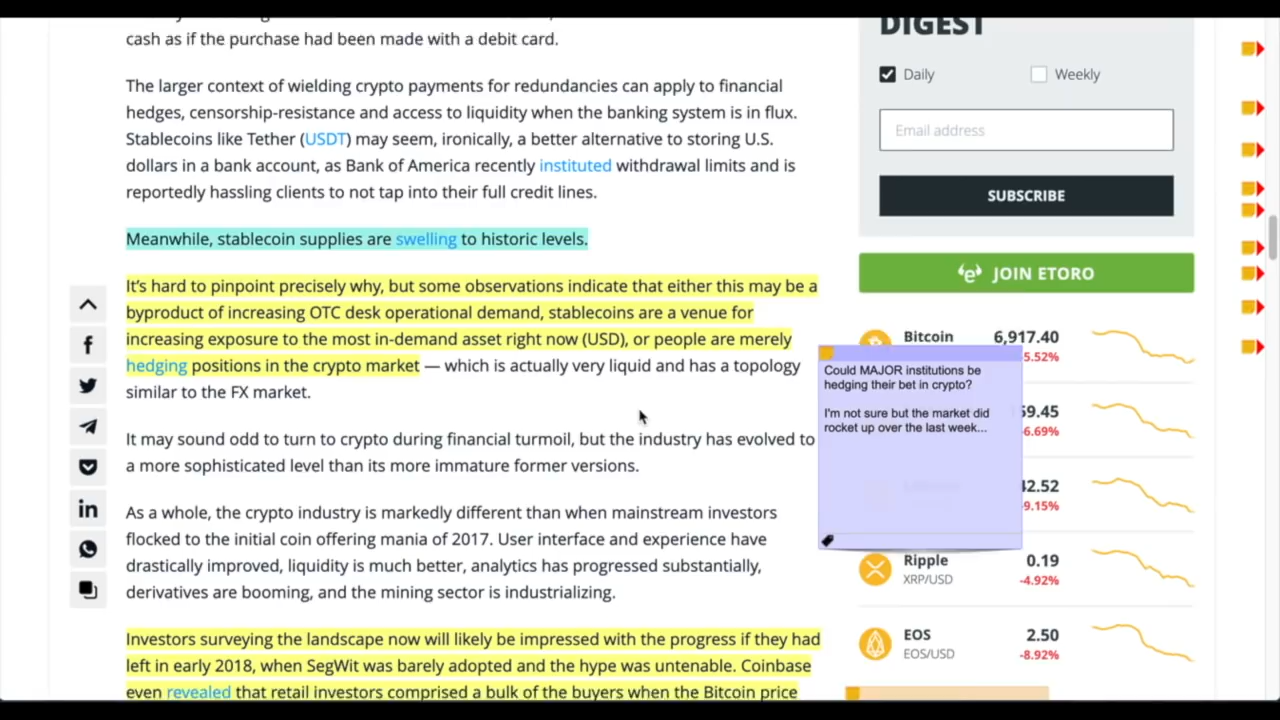 cash as if the purchase had been made with a debit card.
The larger context of wielding crypto payments for redundancies can apply to financial
hedges, censorship-resistance and access to liquidity when the banking system is in flux.
Stablecoins like Tether (USDT) may seem, ironically, a better alternative to storing U.S.
dollars in a bank account, as Bank of America recently instituted withdrawal limits and is
reportedly hassling clients to not tap into their full credit lines.
Meanwhile, stablecoin supplies are swelling to historic levels.
It's hard to pinpoint precisely why, but some observations indicate that either this may be a
byproduct of increasing OTC desk operational demand, stablecoins are a venue for
increasing exposure to the most in-demand asset right now (USD), or people are merely
hedging positions in the crypto market — which is actually very liquid and has a topology
similar to the FX market.
It may sound odd to turn to crypto during financial turmoil, but the industry has evolved to
a more sophisticated level than its more immature former versions.
As a whole, the crypto industry is markedly different than when mainstream investors
flocked to the initial coin offering mania of 2017. User interface and experience have
drastically improved, liquidity is much better, analytics has progressed substantially,
derivatives are booming, and the mining sector is industrializing.
Investors surveying the landscape now will likely be impressed with the progress if they had
left in early 2018, when SegWit was barely adopted and the hype was untenable. Coinbase
even revealed that retail investors comprised a bulk of the buyers when the Bitcoin price
DIGEST
Daily
Weekly
Email address
SUBSCRIBE
JOIN ETORO
Bitcoin 6,917.40
5.52%
Could MAJOR institutions be
hedging their bet in crypto?
I'm not sure but the market did
rocket up over the last week...
59.45
6.69%
42.52
9.15%
Ripple 0.19
XRP/USD -4.92%
EOS 2.50
EOS/USD -8.92%